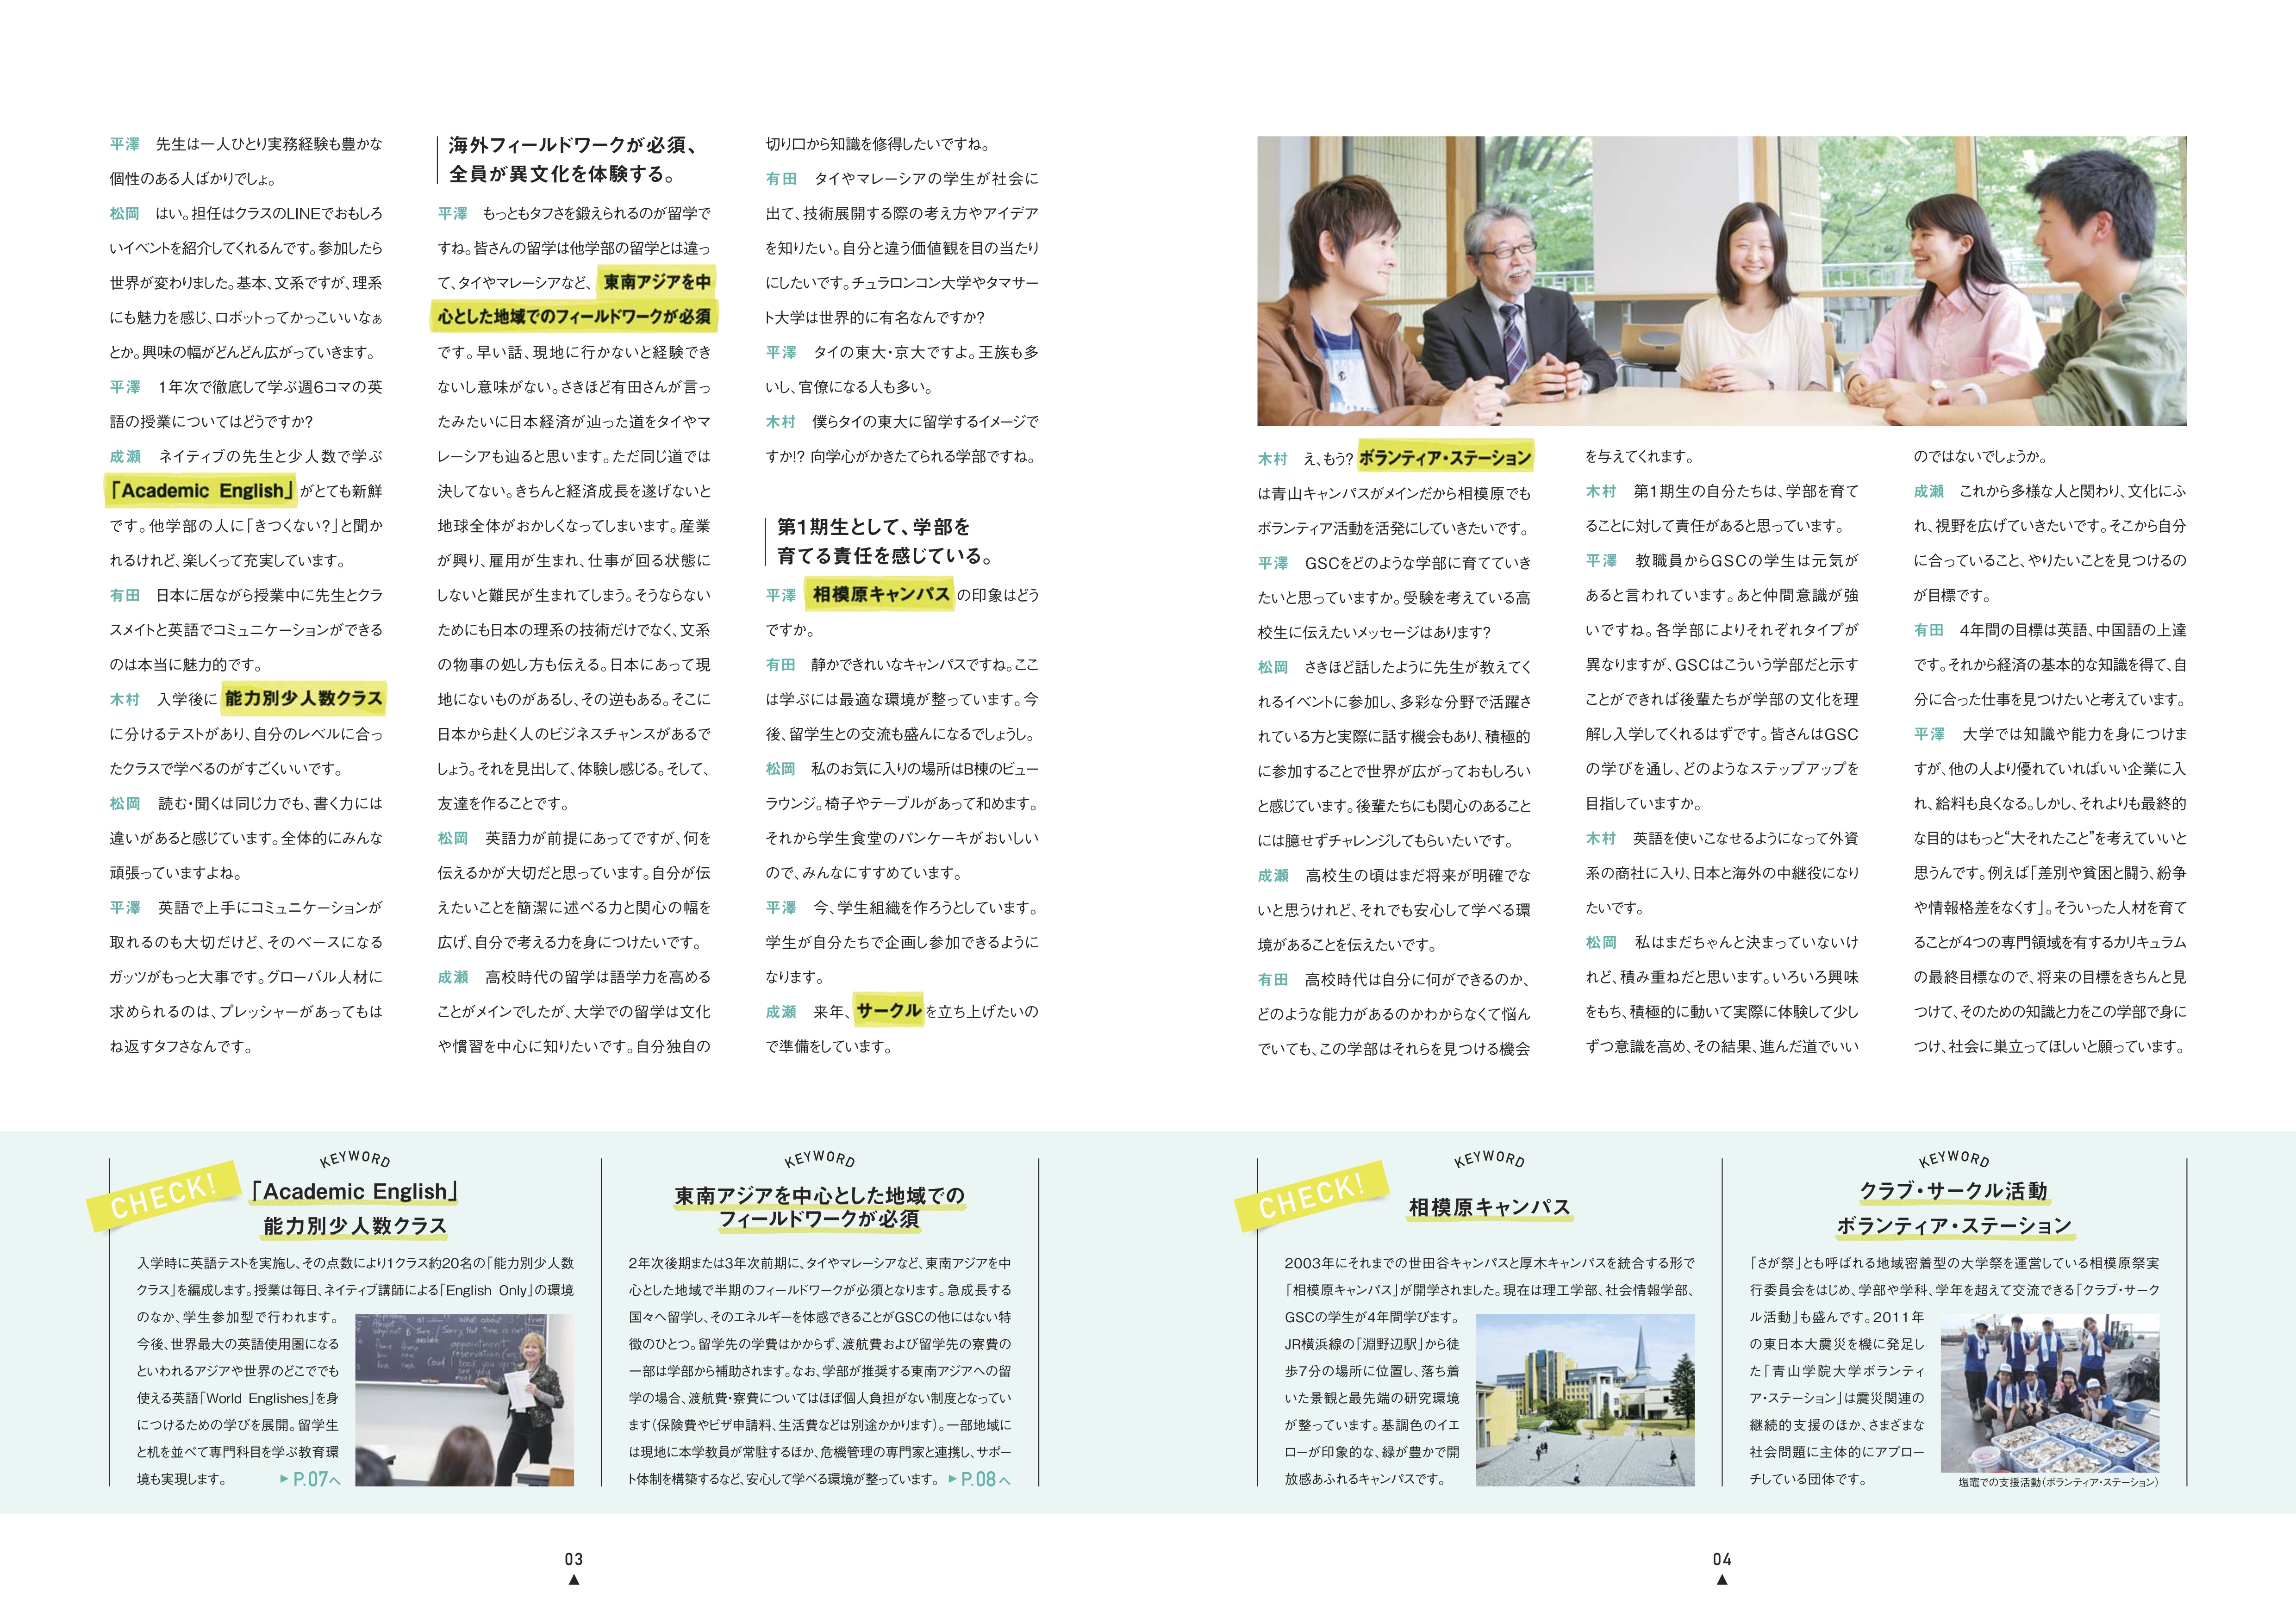 平澤　先生は一人ひとり実務経験も豊かな
個性のある人ばかりでしょ。
松岡　はい。担任はクラスのLINEでおもしろ
いイベントを紹介してくれるんです。参加したら
世界が変わりました。基本、文系ですが、理系
にも魅力を感じ、ロボットってかっこいいなぁ
とか。興味の幅がどんどん広がっていきます。
平澤　1年次で徹底して学ぶ週6コマの英
語の授業についてはどうですか?
成瀬　ネイティブの先生と少人数で学ぶ
「Academic English」がとても新鮮
です。他学部の人に「きつくない?」と聞か
れるけれど、楽しくって充実しています。
有田　日本に居ながら授業中に先生とクラ
スメイトと英語でコミュニケーションができる
のは本当に魅力的です。
木村　入学後に能力別少人数クラス
に分けるテストがあり、自分のレベルに合っ
たクラスで学べるのがすごくいいです。
松岡　読む・聞くは同じ力でも、書く力には
違いがあると感じています。全体的にみんな
頑張っていますよね。
平澤　英語で上手にコミュニケーションが
取れるのも大切だけど、そのベースになる
ガッツがもっと大事です。グローバル人材に
求められるのは、プレッシャーがあってもは
ね返すタフさなんです。
海外フィールドワークが必須、
全員が異文化を体験する。
平澤　もっともタフさを鍛えられるのが留学で
すね。皆さんの留学は他学部の留学とは違っ
て、タイやマレーシアなど、東南アジアを中
心とした地域でのフィールドワークが必須
です。早い話、現地に行かないと経験でき
ないし意味がない。さきほど有田さんが言っ
たみたいに日本経済が辿った道をタイやマ
レーシアも辿ると思います。ただ同じ道では
決してない。きちんと経済成長を遂げないと
地球全体がおかしくなってしまいます。産業
が興り、雇用が生まれ、仕事が回る状態に
しないと難民が生まれてしまう。そうならない
ためにも日本の理系の技術だけでなく、文系
の物事の処し方も伝える。日本にあって現
地にないものがあるし、その逆もある。そこに
日本から赴く人のビジネスチャンスがあるで
しょう。それを見出して、体験し感じる。そして、
友達を作ることです。
松岡　英語力が前提にあってですが、何を
伝えるかが大切だと思っています。自分が伝
えたいことを簡潔に述べる力と関心の幅を
広げ、自分で考える力を身につけたいです。
成瀬　高校時代の留学は語学力を高める
ことがメインでしたが、大学での留学は文化
や慣習を中心に知りたいです。自分独自の
切り口から知識を修得したいですね。
有田　タイやマレーシアの学生が社会に
出て、技術展開する際の考え方やアイデア
を知りたい。自分と違う価値観を目の当たり
にしたいです。チュラロンコン大学やタマサー
ト大学は世界的に有名なんですか?
平澤　タイの東大・京大ですよ。王族も多
いし、官僚になる人も多い。
木村　僕らタイの東大に留学するイメージで
すか!? 向学心がかきたてられる学部ですね。
第1期生として、学部を
育てる責任を感じている。
平澤　相模原キャンパスの印象はどう
ですか。
有田　静かできれいなキャンパスですね。ここ
は学ぶには最適な環境が整っています。今
後、留学生との交流も盛んになるでしょうし。
松岡　私のお気に入りの場所はB棟のビュー
ラウンジ。椅子やテーブルがあって和めます。
それから学生食堂のパンケーキがおいしい
ので、みんなにすすめています。
平澤　今、学生組織を作ろうとしています。
学生が自分たちで企画し参加できるように
なります。
成瀬　来年、サークルを立ち上げたいの
で準備をしています。
木村　え、もう?ボランティア・ステーション
は青山キャンパスがメインだから相模原でも
ボランティア活動を活発にしていきたいです。
平澤　GSCをどのような学部に育てていき
たいと思っていますか。受験を考えている高
校生に伝えたいメッセージはあります?
松岡　さきほど話したように先生が教えてく
れるイベントに参加し、多彩な分野で活躍さ
れている方と実際に話す機会もあり、積極的
に参加することで世界が広がっておもしろい
と感じています。後輩たちにも関心のあること
には臆せずチャレンジしてもらいたいです。
成瀬　高校生の頃はまだ将来が明確でな
いと思うけれど、それでも安心して学べる環
境があることを伝えたいです。
有田　高校時代は自分に何ができるのか、
どのような能力があるのかわからなくて悩ん
でいても、この学部はそれらを見つける機会
を与えてくれます。
木村　第1期生の自分たちは、学部を育て
ることに対して責任があると思っています。
平澤　教職員からGSCの学生は元気が
あると言われています。あと仲間意識が強
いですね。各学部によりそれぞれタイプが
異なりますが、GSCはこういう学部だと示す
ことができれば後輩たちが学部の文化を理
解し入学してくれるはずです。皆さんはGSC
の学びを通し、どのようなステップアップを
目指していますか。
木村　英語を使いこなせるようになって外資
系の商社に入り、日本と海外の中継役になり
たいです。
松岡　私はまだちゃんと決まっていないけ
れど、積み重ねだと思います。いろいろ興味
をもち、積極的に動いて実際に体験して少し
ずつ意識を高め、その結果、進んだ道でいい
のではないでしょうか。
成瀬　これから多様な人と関わり、文化にふ
れ、視野を広げていきたいです。そこから自分
に合っていること、やりたいことを見つけるの
が目標です。
有田　4年間の目標は英語、中国語の上達
です。それから経済の基本的な知識を得て、自
分に合った仕事を見つけたいと考えています。
平澤　大学では知識や能力を身につけま
すが、他の人より優れていればいい企業に入
れ、給料も良くなる。しかし、それよりも最終的
な目的はもっと“大それたこと”を考えていいと
思うんです。例えば「差別や貧困と闘う、紛争
や情報格差をなくす」。そういった人材を育て
ることが4つの専門領域を有するカリキュラム
の最終目標なので、将来の目標をきちんと見
つけて、そのための知識と力をこの学部で身に
つけ、社会に巣立ってほしいと願っています。
CHECK!
KEYWORD
「Academic English」
能力別少人数クラス
入学時に英語テストを実施し、その点数により1クラス約20名の「能力別少人数
クラス」を編成します。授業は毎日、ネイティブ講師による「English Only」の環境
のなか、学生参加型で行われます。
今後、世界最大の英語使用圏になる
といわれるアジアや世界のどこででも
使える英語「World Englishes」を身
につけるための学びを展開。留学生
と机を並べて専門科目を学ぶ教育環
境も実現します。　▶P.07へ
KEYWORD
東南アジアを中心とした地域での
フィールドワークが必須
2年次後期または3年次前期に、タイやマレーシアなど、東南アジアを中
心とした地域で半期のフィールドワークが必須となります。急成長する
国々へ留学し、そのエネルギーを体感できることがGSCの他にはない特
徴のひとつ。留学先の学費はかからず、渡航費および留学先の寮費の
一部は学部から補助されます。なお、学部が推奨する東南アジアへの留
学の場合、渡航費・寮費についてはほぼ個人負担がない制度となってい
ます（保険費やビザ申請料、生活費などは別途かかります）。一部地域に
は現地に本学教員が常駐するほか、危機管理の専門家と連携し、サポー
ト体制を構築するなど、安心して学べる環境が整っています。 ▶P.08へ
CHECK!
KEYWORD
相模原キャンパス
2003年にそれまでの世田谷キャンパスと厚木キャンパスを統合する形で
「相模原キャンパス」が開学されました。現在は理工学部、社会情報学部、
GSCの学生が4年間学びます。
JR横浜線の「淵野辺駅」から徒
歩7分の場所に位置し、落ち着
いた景観と最先端の研究環境
が整っています。基調色のイエ
ローが印象的な、緑が豊かで開
放感あふれるキャンパスです。
KEYWORD
クラブ・サークル活動
ボランティア・ステーション
「さが祭」とも呼ばれる地域密着型の大学祭を運営している相模原祭実
行委員会をはじめ、学部や学科、学年を超えて交流できる「クラブ・サーク
ル活動」も盛んです。2011年
の東日本大震災を機に発足し
た「青山学院大学ボランティ
ア・ステーション」は震災関連の
継続的支援のほか、さまざまな
社会問題に主体的にアプロー
チしている団体です。
塩竈での支援活動（ボランティア・ステーション）
03
04